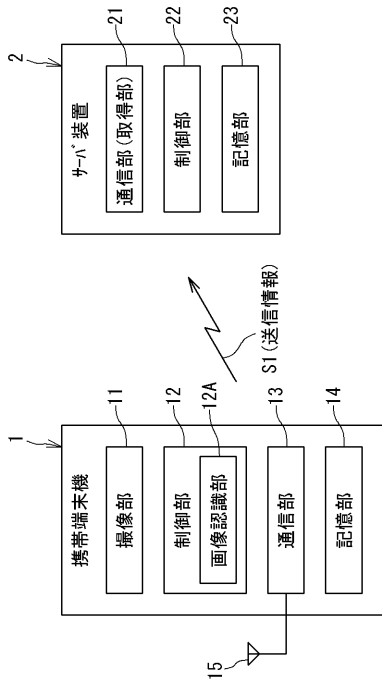 1
携帯端末機
撮像部
11
制御部
12
画像認識部
12A
通信部
13
記憶部
14
15
S1(送信情報)
2
サーバ装置
通信部(取得部)
21
制御部
22
記憶部
23